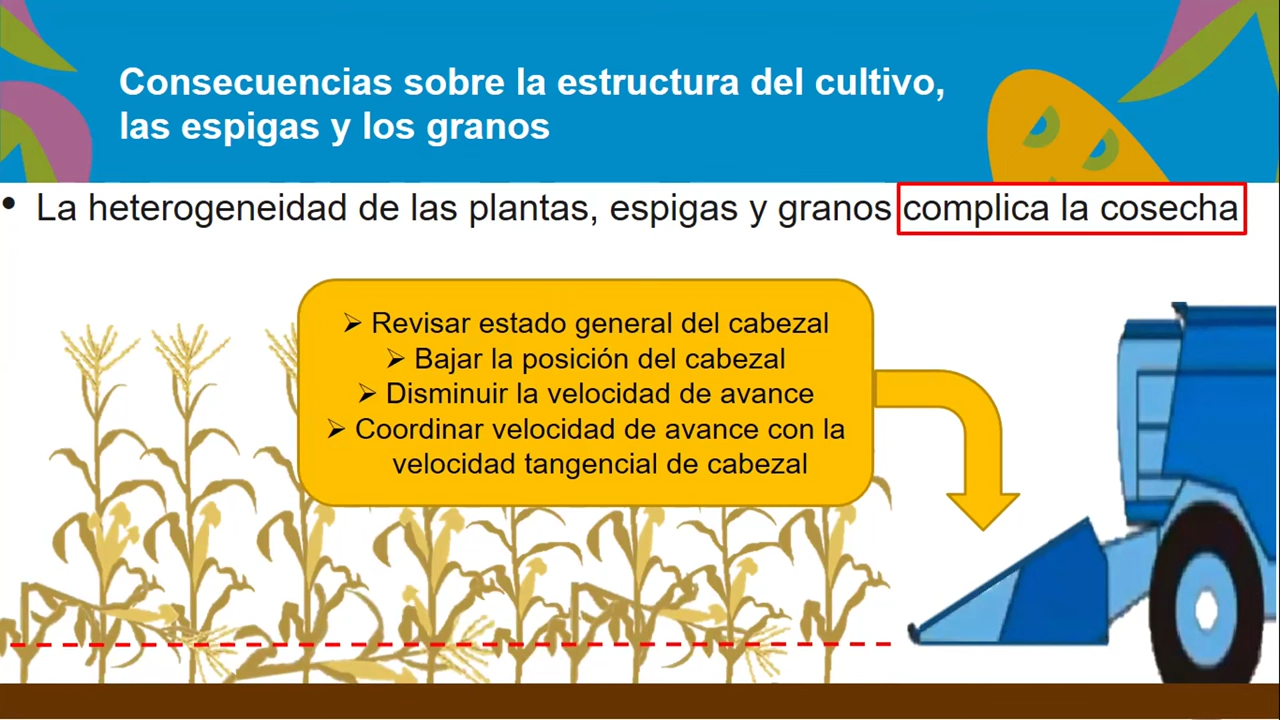 Consecuencias sobre la estructura del cultivo,
las espigas y los granos
• La heterogeneidad de las plantas, espigas y granos complica la cosecha
➢ Revisar estado general del cabezal
➢ Bajar la posición del cabezal
➢ Disminuir la velocidad de avance
➢ Coordinar velocidad de avance con la
velocidad tangencial de cabezal